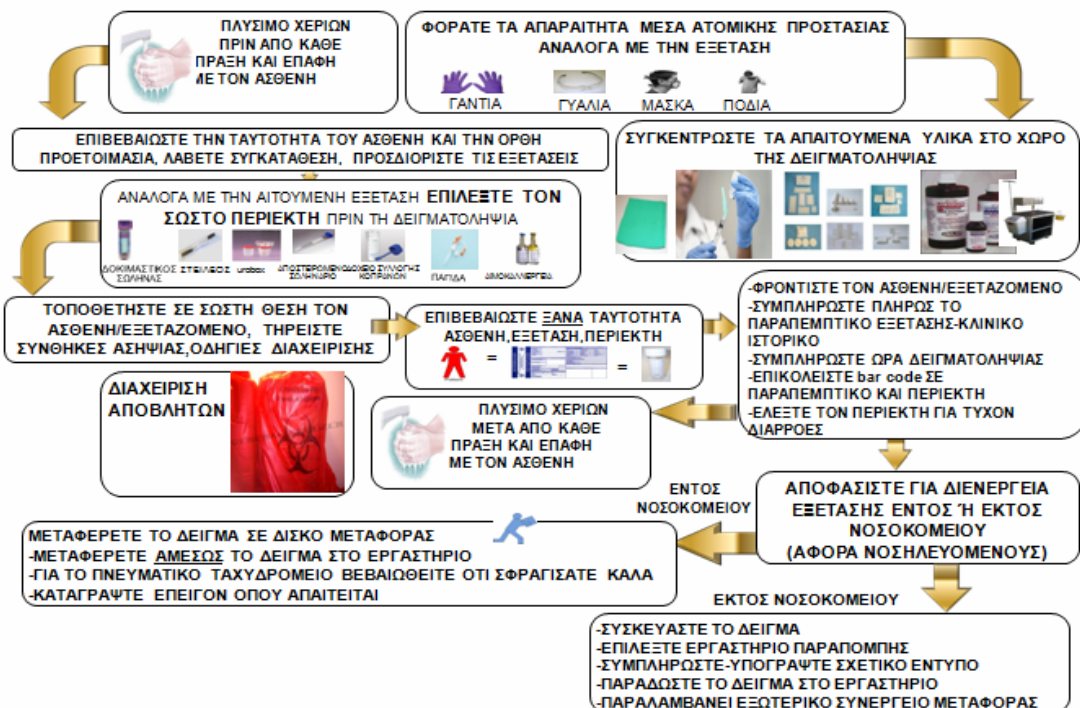 ΠΛΥΣΙΜΟ ΧΕΡΙΩΝ
ΠΡΙΝ ΑΠΟ ΚΑΘΕ
ΠΡΑΞΗ ΚΑΙ ΕΠΑΦΗ
ΜΕ ΤΟΝ ΑΣΘΕΝΗ
ΦΟΡΑΤΕ ΤΑ ΑΠΑΡΑΙΤΗΤΑ ΜΕΣΑ ΑΤΟΜΙΚΗΣ ΠΡΟΣΤΑΣΙΑΣ
ΑΝΑΛΟΓΑ ΜΕ ΤΗΝ ΕΞΕΤΑΣΗ
ΓΑΝΤΙΑ ΓΥΑΛΙΑ ΜΑΣΚΑ ΠΟΔΙΑ
ΕΠΙΒΕΒΑΙΩΣΤΕ ΤΗΝ ΤΑΥΤΟΤΗΤΑ ΤΟΥ ΑΣΘΕΝΗ ΚΑΙ ΤΗΝ ΟΡΘΗ
ΠΡΟΕΤΟΙΜΑΣΙΑ, ΛΑΒΕΤΕ ΣΥΓΚΑΤΑΘΕΣΗ, ΠΡΟΣΔΙΟΡΙΣΤΕ ΤΙΣ ΕΞΕΤΑΣΕΙΣ
ΣΥΓΚΕΝΤΡΩΣΤΕ ΤΑ ΑΠΑΙΤΟΥΜΕΝΑ ΥΛΙΚΑ ΣΤΟ ΧΩΡΟ
ΤΗΣ ΔΕΙΓΜΑΤΟΛΗΨΙΑΣ
ΑΝΑΛΟΓΑ ΜΕ ΤΗΝ ΑΙΤΟΥΜΕΝΗ ΕΞΕΤΑΣΗ ΕΠΙΛΕΞΤΕ ΤΟΝ
ΣΩΣΤΟ ΠΕΡΙΕΚΤΗ ΠΡΙΝ ΤΗ ΔΕΙΓΜΑΤΟΛΗΨΙΑ
ΔΟΚΙΜΑΣΤΙΚΟΣ
ΣΩΛΗΝΑΣ
ΣΤΕΙΛΕΟΣ
urobox
ΑΠΟΣΤΕΙΡΩΜΕΝΟ
ΣΩΛΗΝΑΡΙΟ
ΔΟΧΕΙΟ ΣΥΛΛΟΓΗΣ
ΚΟΠΡΑΝΩΝ
ΠΑΓΙΔΑ
ΑΙΜΟΚΑΛΛΙΕΡΓΕΙΑ
ΤΟΠΟΘΕΤΗΣΤΕ ΣΕ ΣΩΣΤΗ ΘΕΣΗ ΤΟΝ
ΑΣΘΕΝΗ/ΕΞΕΤΑΖΟΜΕΝΟ, ΤΗΡΕΙΣΤΕ
ΣΥΝΘΗΚΕΣ ΑΣΗΨΙΑΣ,ΟΔΗΓΙΕΣ ΔΙΑΧΕΙΡΙΣΗΣ
ΕΠΙΒΕΒΑΙΩΣΤΕ ΞΑΝΑ ΤΑΥΤΟΤΗΤΑ
ΑΣΘΕΝΗ,ΕΞΕΤΑΣΗ,ΠΕΡΙΕΚΤΗ
= =
-ΦΡΟΝΤΙΣΤΕ ΤΟΝ ΑΣΘΕΝΗ/ΕΞΕΤΑΖΟΜΕΝΟ
-ΣΥΜΠΛΗΡΩΣΤΕ ΠΛΗΡΩΣ ΤΟ
ΠΑΡΑΠΕΜΠΤΙΚΟ ΕΞΕΤΑΣΗΣ-ΚΛΙΝΙΚΟ
ΙΣΤΟΡΙΚΟ
-ΣΥΜΠΛΗΡΩΣΤΕ ΩΡΑ ΔΕΙΓΜΑΤΟΛΗΨΙΑΣ
-ΕΠΙΚΟΛΕΙΣΤΕ bar code ΣΕ
ΠΑΡΑΠΕΜΠΤΙΚΟ ΚΑΙ ΠΕΡΙΕΚΤΗ
-ΕΛΕΞΤΕ ΤΟΝ ΠΕΡΙΕΚΤΗ ΓΙΑ ΤΥΧΟΝ
ΔΙΑΡΡΟΕΣ
ΔΙΑΧΕΙΡΙΣΗ
ΑΠΟΒΛΗΤΩΝ
ΠΛΥΣΙΜΟ ΧΕΡΙΩΝ
ΜΕΤΑ ΑΠΟ ΚΑΘΕ
ΠΡΑΞΗ ΚΑΙ ΕΠΑΦΗ
ΜΕ ΤΟΝ ΑΣΘΕΝΗ
ΑΠΟΦΑΣΙΣΤΕ ΓΙΑ ΔΙΕΝΕΡΓΕΙΑ
ΕΞΕΤΑΣΗΣ ΕΝΤΟΣ Ή ΕΚΤΟΣ
ΝΟΣΟΚΟΜΕΙΟΥ
(ΑΦΟΡΑ ΝΟΣΗΛΕΥΟΜΕΝΟΥΣ)
ΕΝΤΟΣ
ΝΟΣΟΚΟΜΕΙΟΥ
ΜΕΤΑΦΕΡΕΤΕ ΤΟ ΔΕΙΓΜΑ ΣΕ ΔΙΣΚΟ ΜΕΤΑΦΟΡΑΣ
-ΜΕΤΑΦΕΡΕΤΕ ΑΜΕΣΩΣ ΤΟ ΔΕΙΓΜΑ ΣΤΟ ΕΡΓΑΣΤΗΡΙΟ
-ΓΙΑ ΤΟ ΠΝΕΥΜΑΤΙΚΟ ΤΑΧΥΔΡΟΜΕΙΟ ΒΕΒΑΙΩΘΕΙΤΕ ΟΤΙ ΣΦΡΑΓΙΣΑΤΕ ΚΑΛΑ
-ΚΑΤΑΓΡΑΨΤΕ ΕΠΕΙΓΟΝ ΟΠΟΥ ΑΠΑΙΤΕΙΤΑΙ
ΕΚΤΟΣ ΝΟΣΟΚΟΜΕΙΟΥ
-ΣΥΣΚΕΥΑΣΤΕ ΤΟ ΔΕΙΓΜΑ
-ΕΠΙΛΕΞΤΕ ΕΡΓΑΣΤΗΡΙΟ ΠΑΡΑΠΟΜΠΗΣ
-ΣΥΜΠΛΗΡΩΣΤΕ-ΥΠΟΓΡΑΨΤΕ ΣΧΕΤΙΚΟ ΕΝΤΥΠΟ
-ΠΑΡΑΔΩΣΤΕ ΤΟ ΔΕΙΓΜΑ ΣΤΟ ΕΡΓΑΣΤΗΡΙΟ
-ΠΑΡΑΛΑΜΒΑΝΕΙ ΕΞΩΤΕΡΙΚΟ ΣΥΝΕΡΓΕΙΟ ΜΕΤΑΦΟΡΑΣ